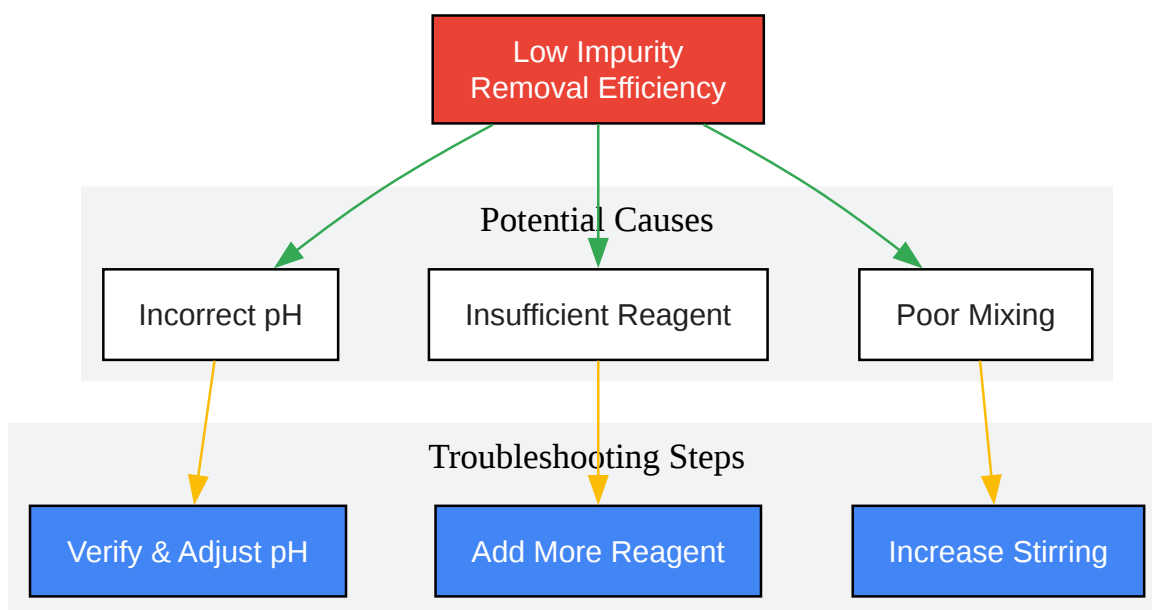 Low Impurity
Removal Efficiency
Potential Causes
Incorrect pH
Insufficient Reagent
Poor Mixing
Troubleshooting Steps
Verify & Adjust pH
Add More Reagent
Increase Stirring